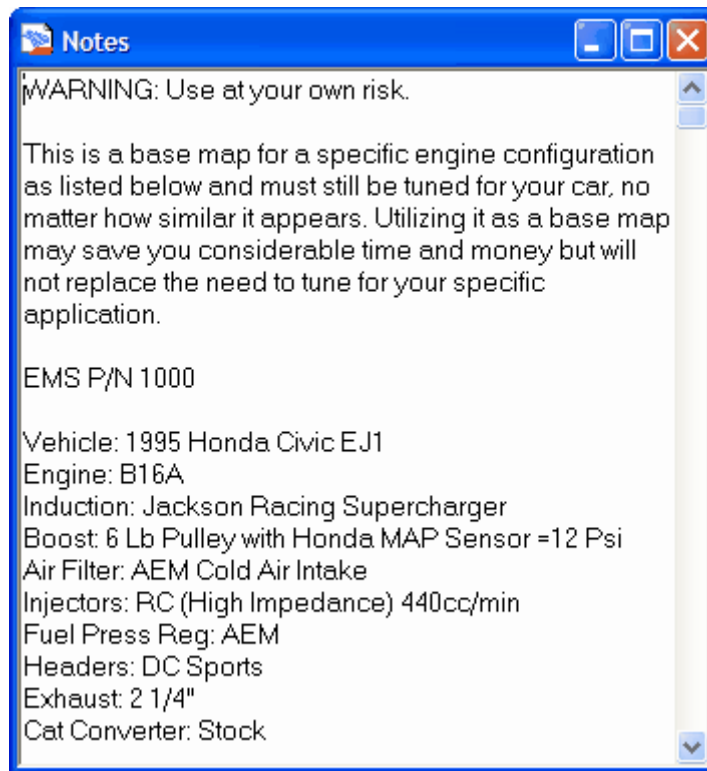 Notes
WARNING: Use at your own risk.
This is a base map for a specific engine configuration
as listed below and must still be tuned for your car, no
matter how similar it appears. Utilizing it as a base map
may save you considerable time and money but will
not replace the need to tune for your specific
application.
EMS P/N 1000
Vehicle: 1995 Honda Civic EJ1
Engine: B16A
Induction: Jackson Racing Supercharger
Boost: 6 Lb Pulley with Honda MAP Sensor =12 Psi
Air Filter: AEM Cold Air Intake
Injectors: RC (High Impedance) 440cc/min
Fuel Press Reg: AEM
Headers: DC Sports
Exhaust: 2 1/4"
Cat Converter: Stock